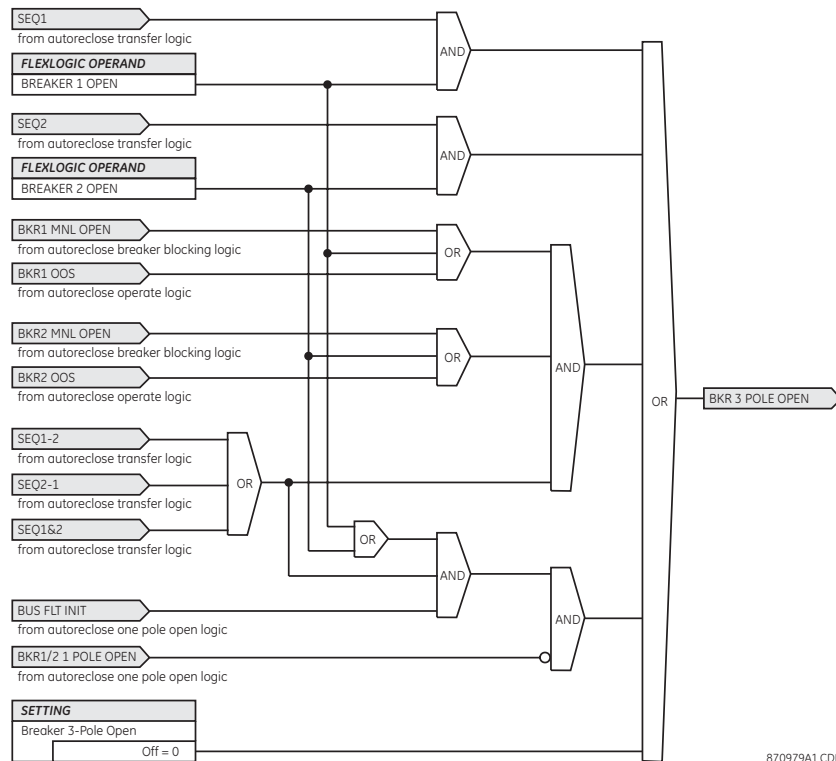 SEQ1
from autoreclose transfer logic
AND
FLEXLOGIC OPERAND
BREAKER 1 OPEN
SEQ2
from autoreclose transfer logic
AND
FLEXLOGIC OPERAND
BREAKER 2 OPEN
BKR1 MNL OPEN
from autoreclose breaker blocking logic
OR
BKR1 OOS
from autoreclose operate logic
BKR2 MNL OPEN
from autoreclose breaker blocking logic
OR
AND
BKR2 OOS
from autoreclose operate logic
OR
BKR 3 POLE OPEN
SEQ1-2
from autoreclose transfer logic
SEQ2-1
OR
from autoreclose transfer logic
SEQ1&2
from autoreclose transfer logic
OR
AND
BUS FLT INIT
from autoreclose one pole open logic
AND
BKR1/2 1 POLE OPEN
from autoreclose one pole open logic
SETTING
Breaker 3-Pole Open
Off = 0
870979A1.CDR